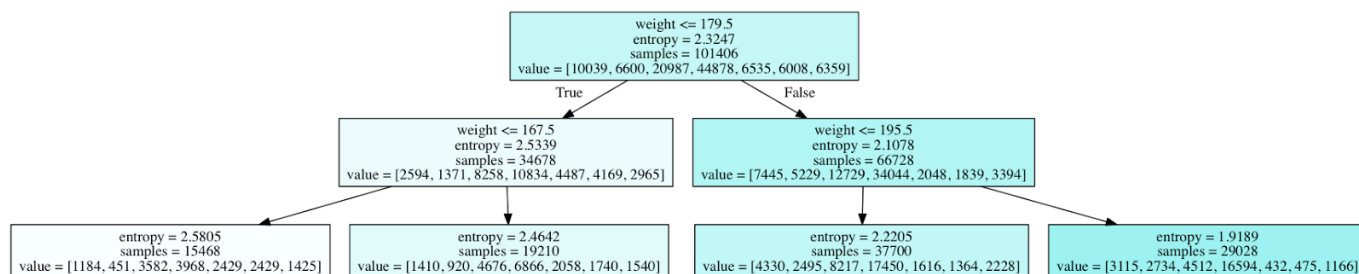 weight <= 179.5
entropy = 2.3247
samples = 101406
value = [10039, 6600, 20987, 44878, 6535, 6008, 6359]
True
False
weight <= 167.5
entropy = 2.5339
samples = 34678
value = [2594, 1371, 8258, 10834, 4487, 4169, 2965]
weight <= 195.5
entropy = 2.1078
samples = 66728
value = [7445, 5229, 12729, 34044, 2048, 1839, 3394]
entropy = 2.5805
samples = 15468
value = [1184, 451, 3582, 3968, 2429, 2429, 1425]
entropy = 2.4642
samples = 19210
value = [1410, 920, 4676, 6866, 2058, 1740, 1540]
entropy = 2.2205
samples = 37700
value = [4330, 2495, 8217, 17450, 1616, 1364, 2228]
entropy = 1.9189
samples = 29028
value = [3115, 2734, 4512, 16594, 432, 475, 1166]